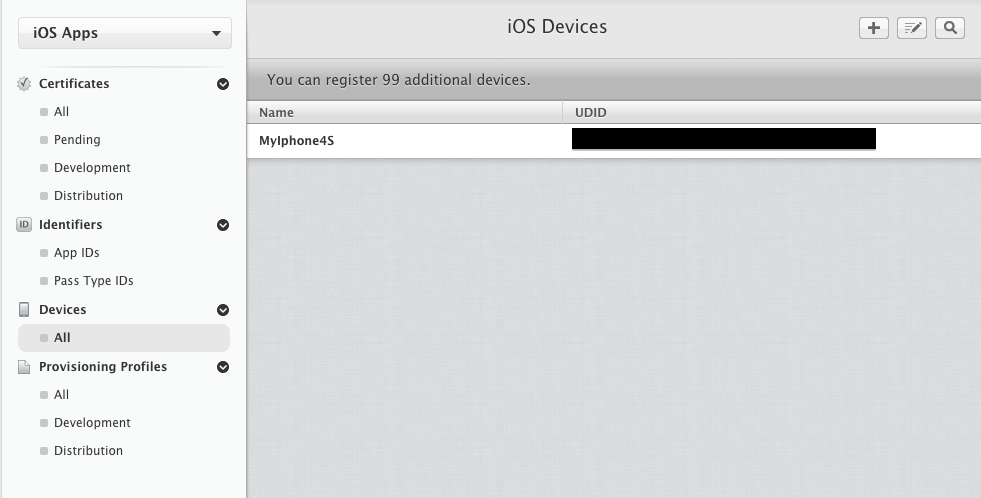 iOS Apps
Certificates
All
Pending
Development
Distribution
ID Identifiers
App IDs
Pass Type IDs
Devices
All
Provisioning Profiles
All
Development
Distribution
iOS Devices
You can register 99 additional devices.
Name UDID
MyIphone4S